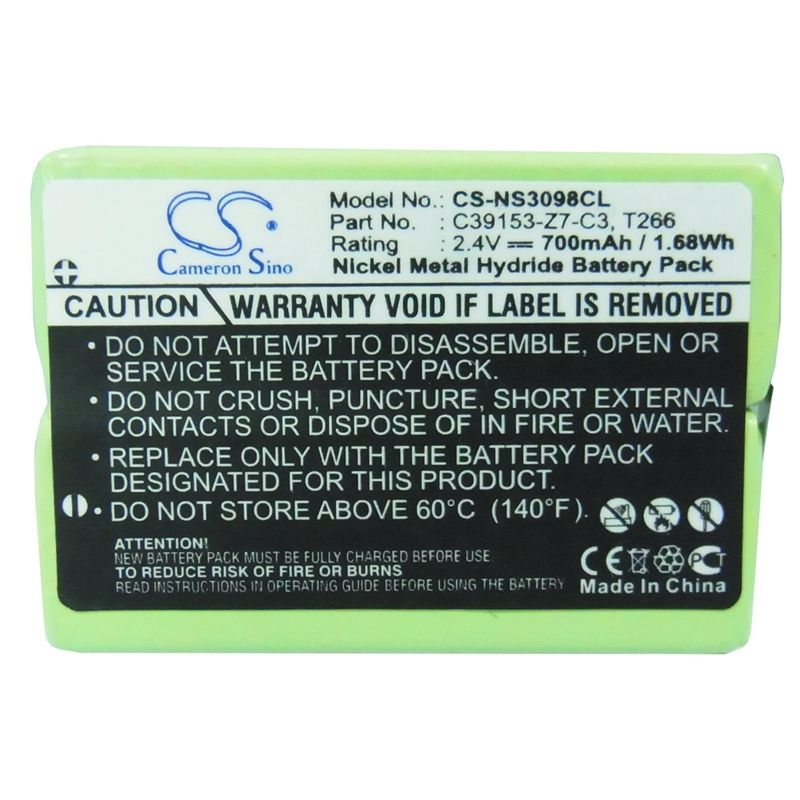 CS
Cameron Sino
Model No.: CS-NS3098CL
Part No. : C39153-Z7-C3, T266
Rating : 2.4V 700mAh / 1.68Wh
Nickel Metal Hydride Battery Pack
CAUTION WARRANTY VOID IF LABEL IS REMOVED
• DO NOT ATTEMPT TO DISASSEMBLE, OPEN OR
SERVICE THE BATTERY PACK.
• DO NOT CRUSH, PUNCTURE, SHORT EXTERNAL
CONTACTS OR DISPOSE OF IN FIRE OR WATER.
• ONLY USE THIS BATTERY PACK WITH ITS
DESIGNATED FOR THIS PRODUCT.
• DO NOT STORE ABOVE 60°C (140°F).
ATTENTION!
NEW BATTERY PACK MUST BE FULLY CHARGED BEFORE USE
TO REDUCE RISK OF FIRE OR BURNS
READ INSTRUCTIONS IN OPERATING GUIDE BEFORE USING THE BATTERY
CE PCT
Made In China